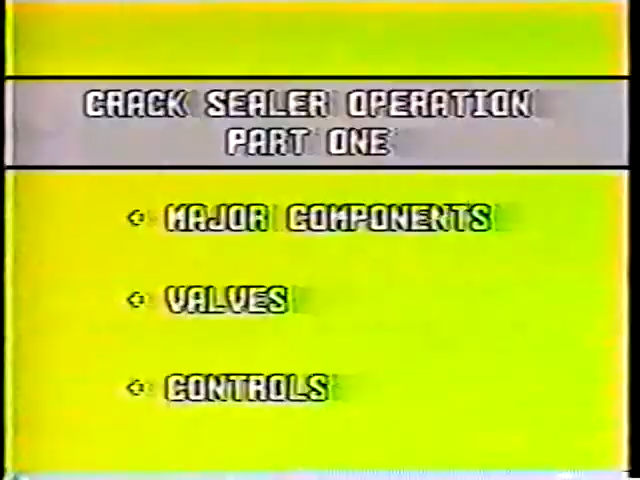 CRACK SEALER OPERATION
PART ONE
◇ MAJOR COMPONENTS
◇ VALVES
◇ CONTROLS